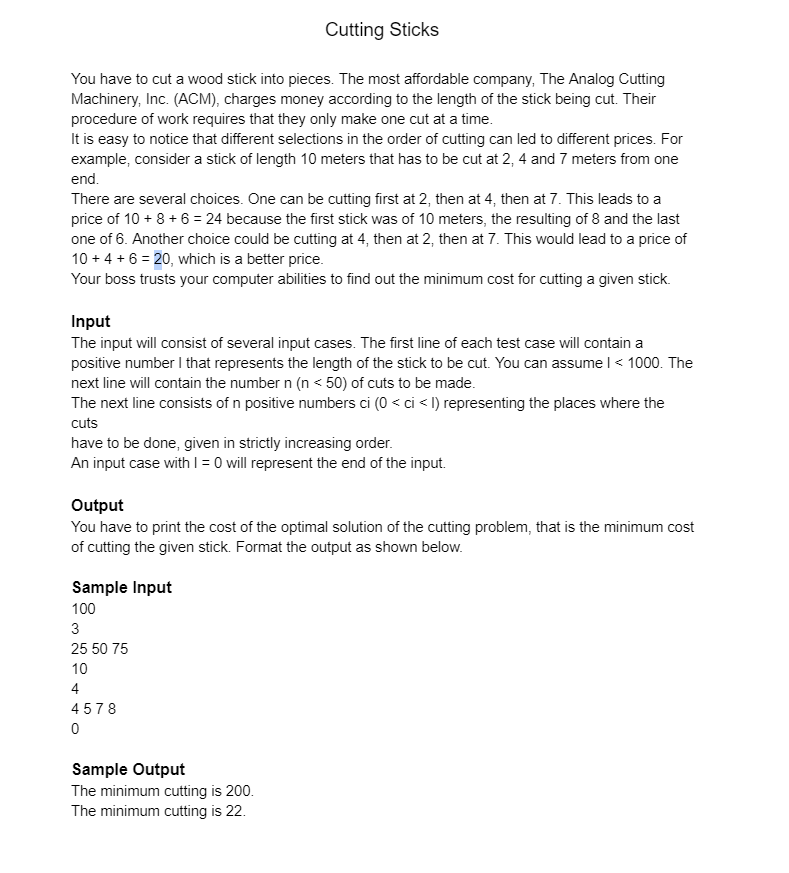 Cutting Sticks
You have to cut a wood stick into pieces. The most affordable company, The Analog Cutting
Machinery, Inc. (ACM), charges money according to the length of the stick being cut. Their
procedure of work requires that they only make one cut at a time.
It is easy to notice that different selections in the order of cutting can led to different prices. For
example, consider a stick of length 10 meters that has to be cut at 2, 4 and 7 meters from one
end.
There are several choices. One can be cutting first at 2, then at 4, then at 7. This leads to a
price of 10 + 8 + 6 = 24 because the first stick was of 10 meters, the resulting of 8 and the last
one of 6. Another choice could be cutting at 4, then at 2, then at 7. This would lead to a price of
10 + 4 + 6 = 20, which is a better price.
Your boss trusts your computer abilities to find out the minimum cost for cutting a given stick.
Input
The input will consist of several input cases. The first line of each test case will contain a
positive number l that represents the length of the stick to be cut. You can assume l < 1000. The
next line will contain the number n (n < 50) of cuts to be made.
The next line consists of n positive numbers ci (0 < ci < l) representing the places where the
cuts
have to be done, given in strictly increasing order.
An input case with l = 0 will represent the end of the input.
Output
You have to print the cost of the optimal solution of the cutting problem, that is the minimum cost
of cutting the given stick. Format the output as shown below.
Sample Input
100
3
25 50 75
10
4
4 5 7 8
0
Sample Output
The minimum cutting is 200.
The minimum cutting is 22.